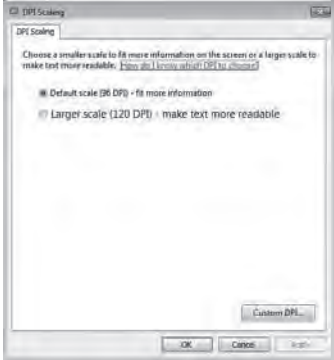 DPI Scaling
DPI Scaling
Choose a smaller scale to fit more information on the screen or a larger scale to
make text more readable. How do I know which DPI to choose?
Default scale (96 DPI) - fit more information
Larger scale (120 DPI) - make text more readable
Custom DPI...
OK Cancel Apply